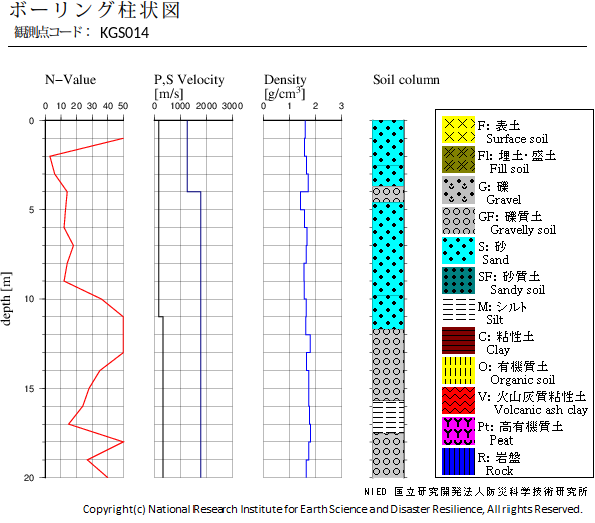 ボーリング柱状図
観測点コード： KGS014
N−Value
P,S Velocity
[m/s]
Density
[g/cm3]
Soil column
0 10 20 30 40 50
0 1000 2000 3000
0 1 2 3
depth [m]
0
5
10
15
20
F: 表土
Surface soil
Fl: 埋土・盛土
Fill soil
G: 礫
Gravel
GF: 礫質土
Gravelly soil
S: 砂
Sand
SF: 砂質土
Sandy soil
M: シルト
Silt
C: 粘性土
Clay
O: 有機質土
Organic soil
V: 火山灰質粘性土
Volcanic ash clay
Pt: 高有機質土
Peat
R: 岩盤
Rock
NIED 国立研究開発法人防災科学技術研究所
Copyright(c) National Research Institute for Earth Science and Disaster Resilience, All rights Reserved.